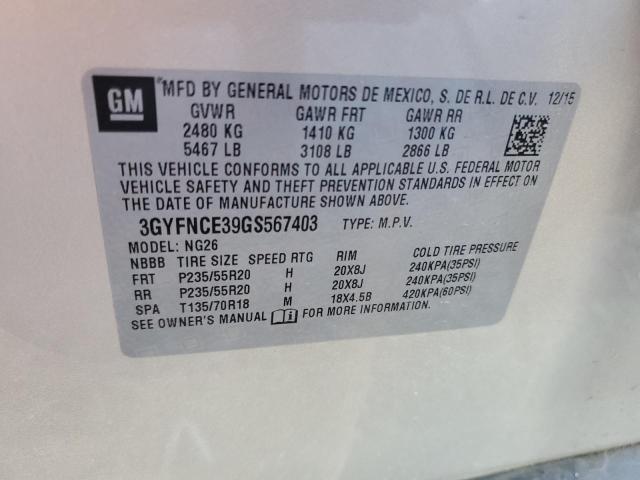 GM
MFD BY GENERAL MOTORS DE MEXICO, S. DE R.L. DE C.V. 12/15
GVWR GAWR FRT GAWR RR
2480 KG 1410 KG 1300 KG
5467 LB 3108 LB 2866 LB
THIS VEHICLE CONFORMS TO ALL APPLICABLE U.S. FEDERAL MOTOR
VEHICLE SAFETY AND THEFT PREVENTION STANDARDS IN EFFECT ON
THE DATE OF MANUFACTURE SHOWN ABOVE.
3GYFNCE39GS567403 TYPE: M.P.V.
MODEL: NG26
NBBB TIRE SIZE SPEED RTG RIM COLD TIRE PRESSURE
FRT P235/55R20 H 20X8J 240KPA(35PSI)
RR P235/55R20 H 20X8J 240KPA(35PSI)
SPA T135/70R18 M 18X4.5B 420KPA(60PSI)
SEE OWNER'S MANUAL FOR MORE INFORMATION.